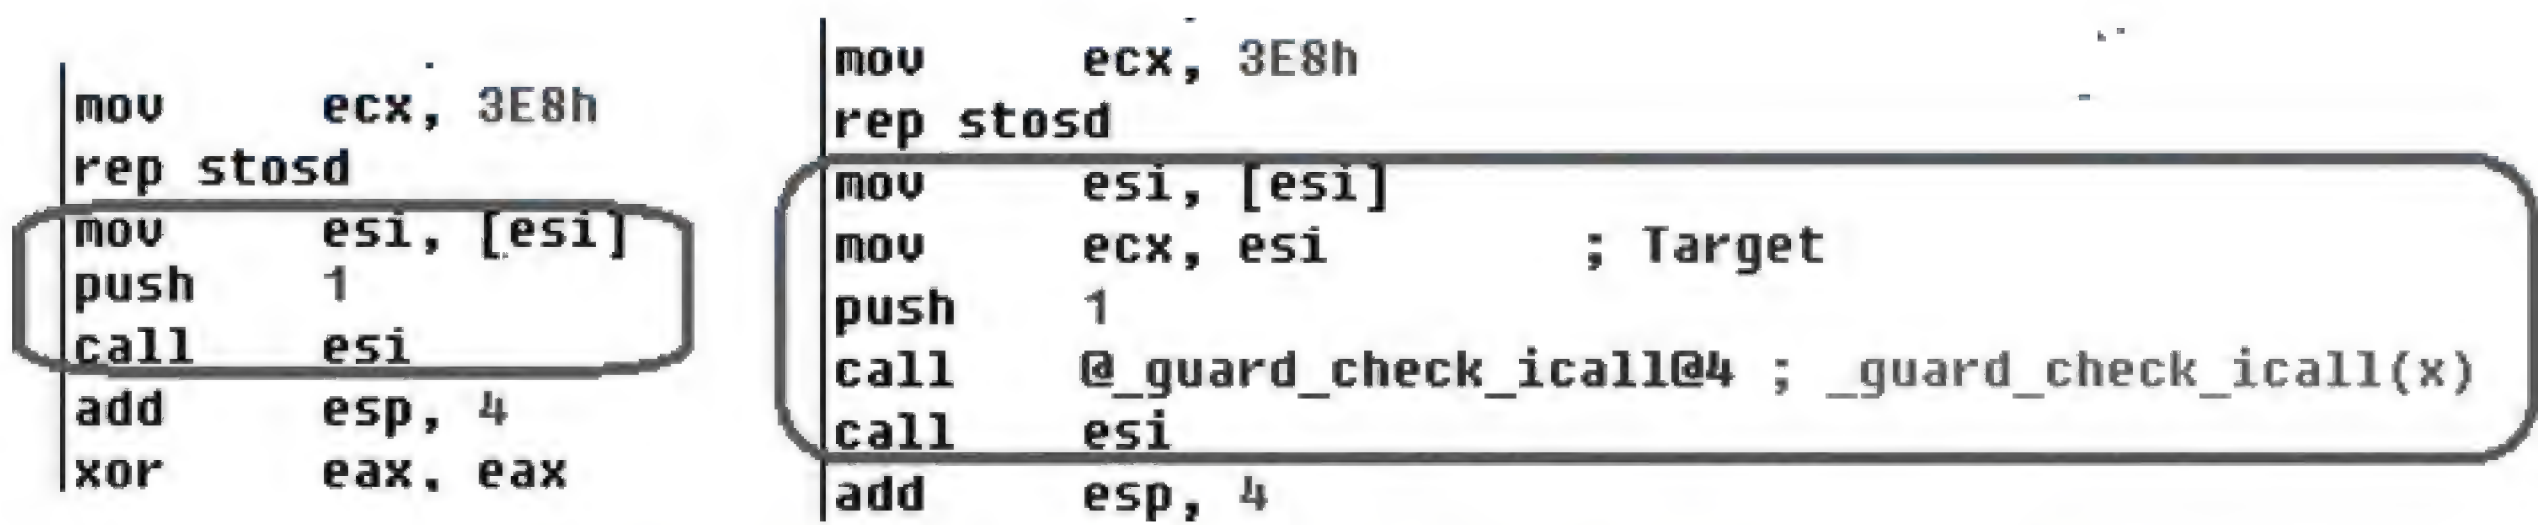 mov ecx, 3E8h
rep stosd
mov esi, [esi]
push 1
call esi
add esp, 4
xor eax, eax
mov ecx, 3E8h
rep stosd
mov esi, [esi]
mov ecx, esi ; Target
push 1
call @_guard_check_icall@4 ; _guard_check_icall(x)
call esi
add esp, 4